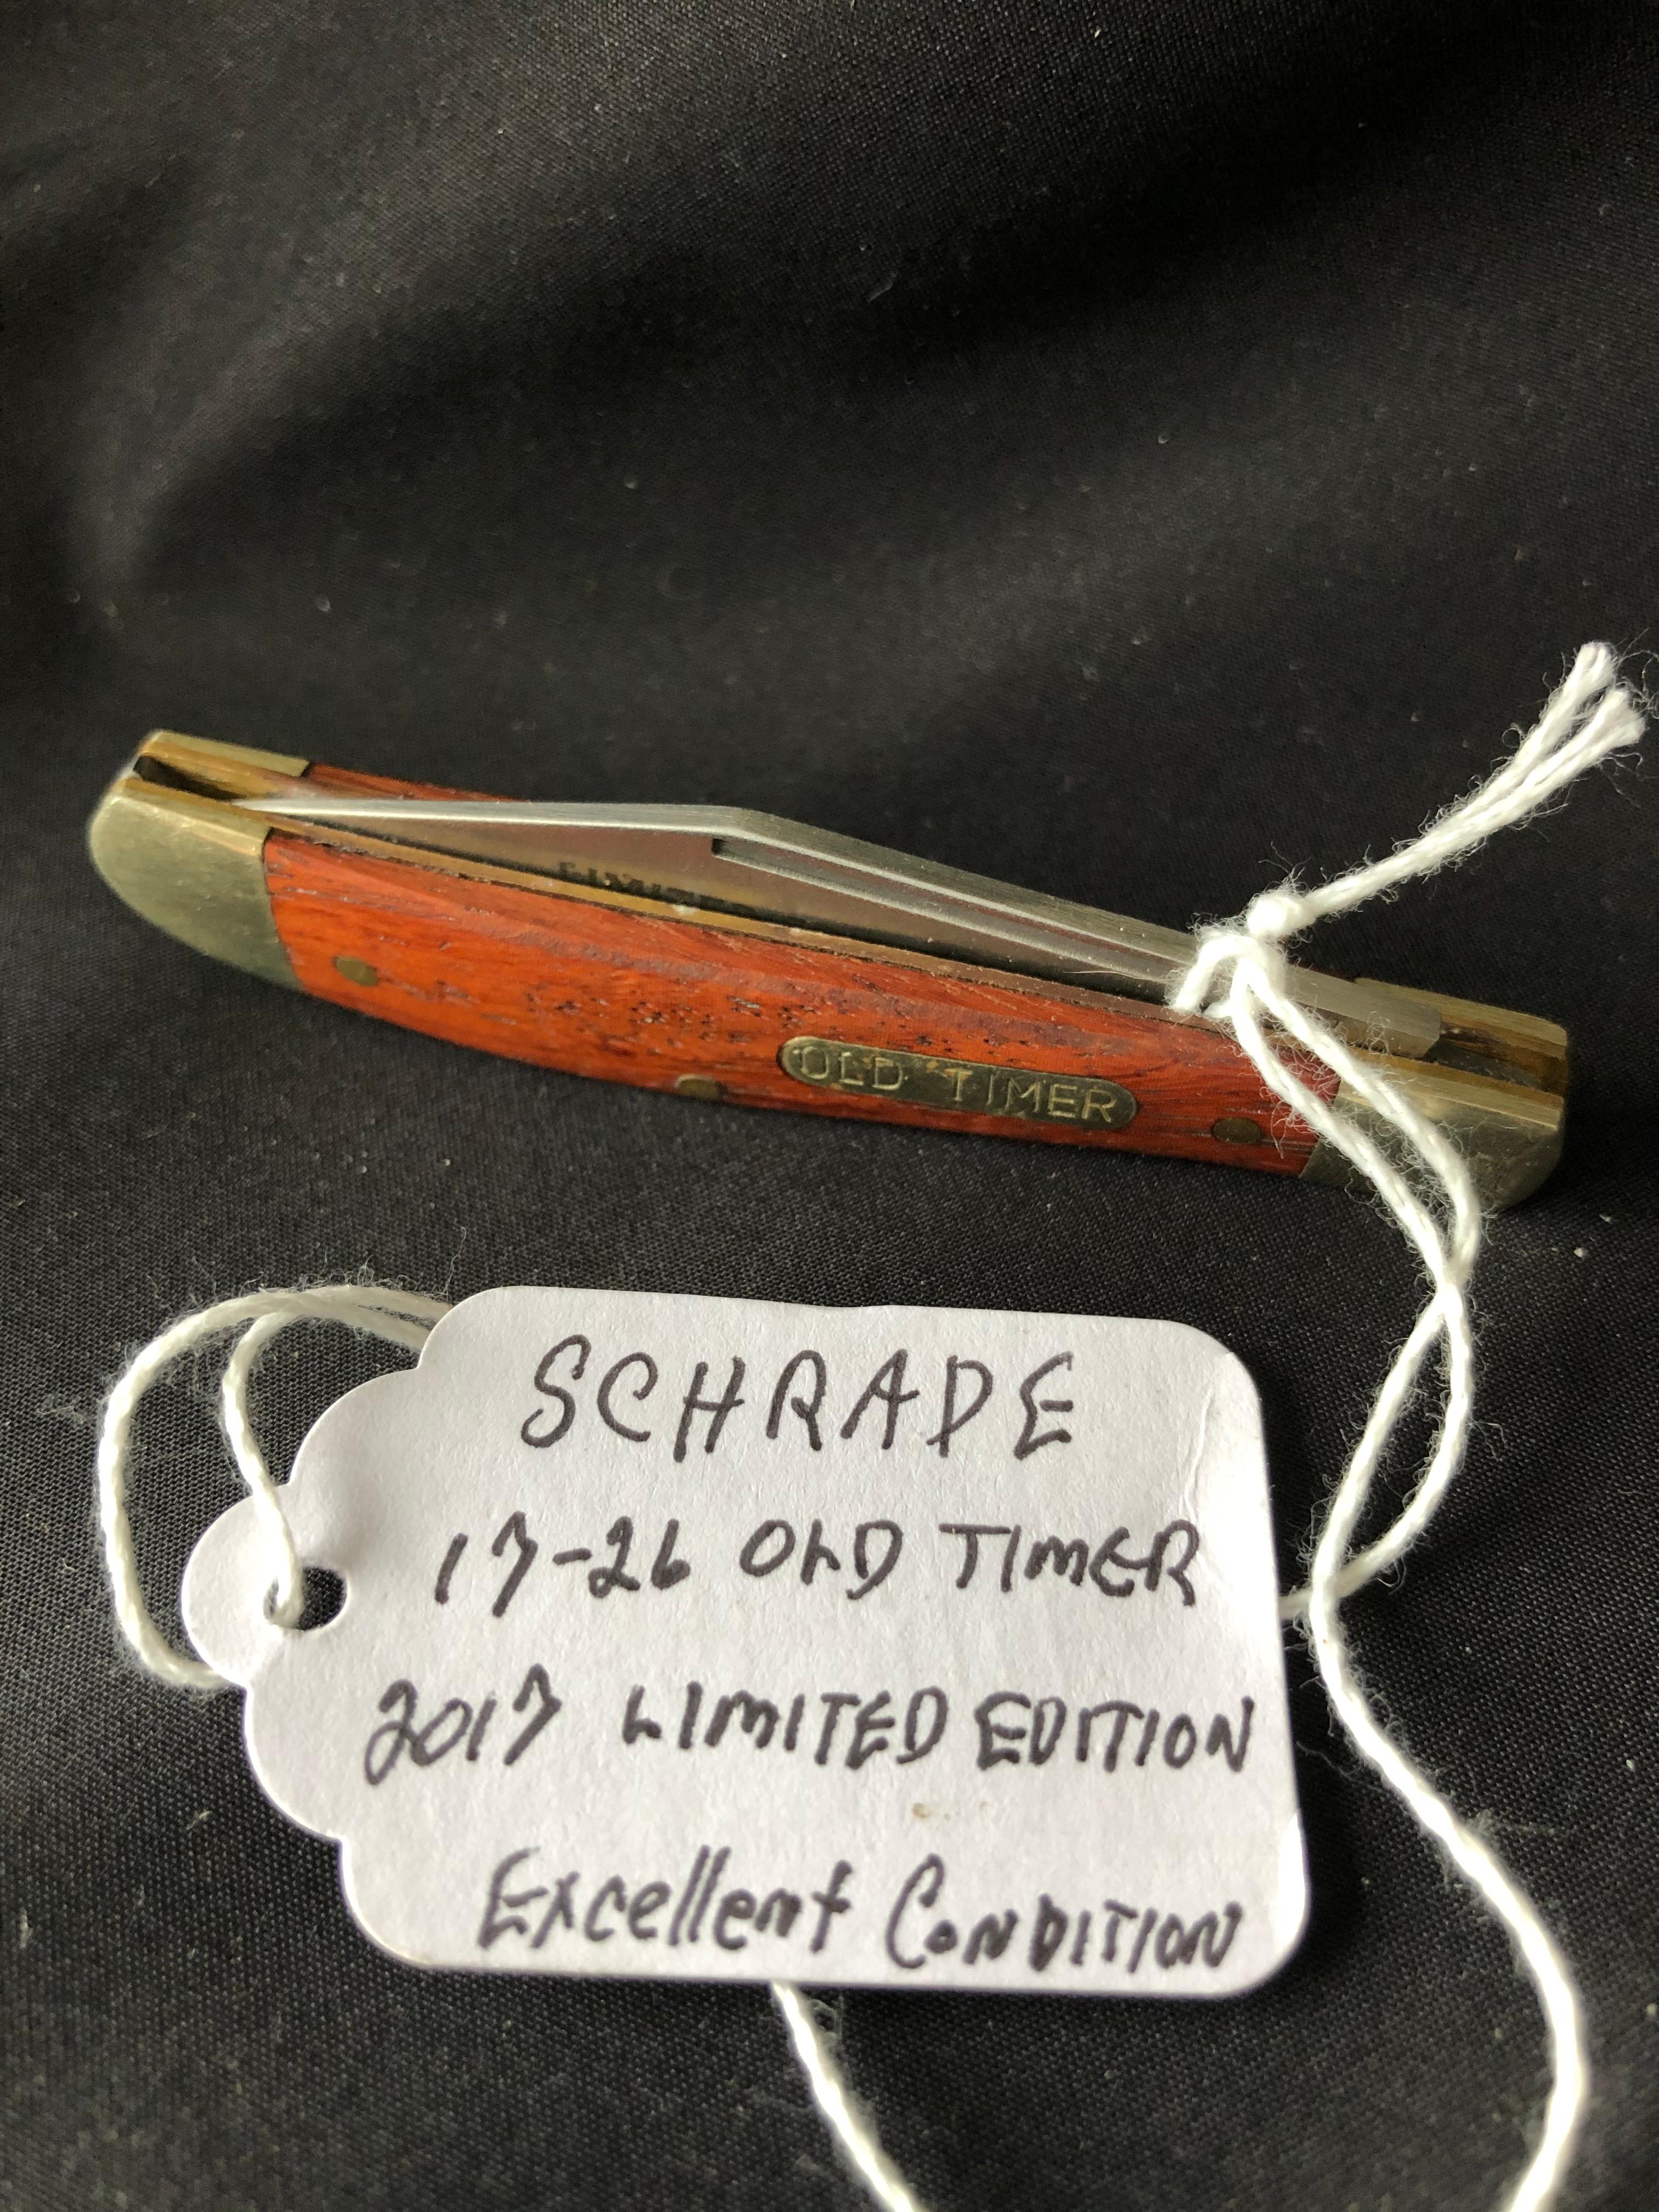 OLD TIMER
SCHRADE
17-26 OLD TIMER
2017 LIMITED EDITION
Excellent CONDITION